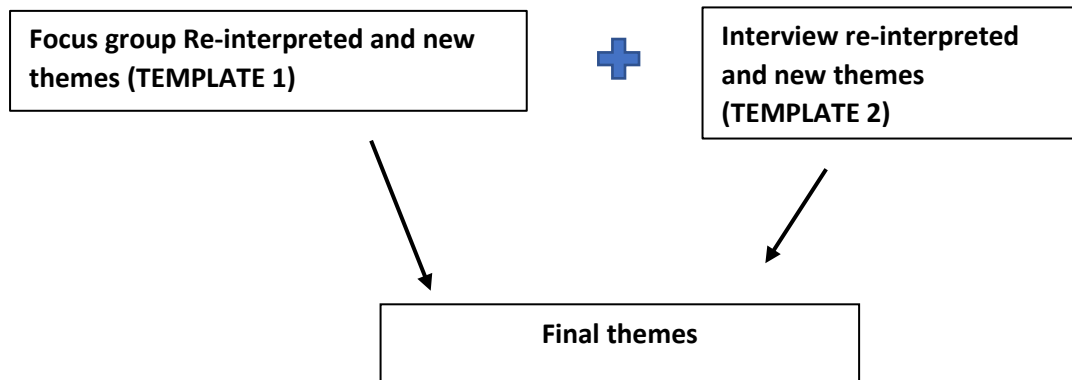 Focus group Re-interpreted and new
themes (TEMPLATE 1)
Interview re-interpreted
and new themes
(TEMPLATE 2)
Final themes